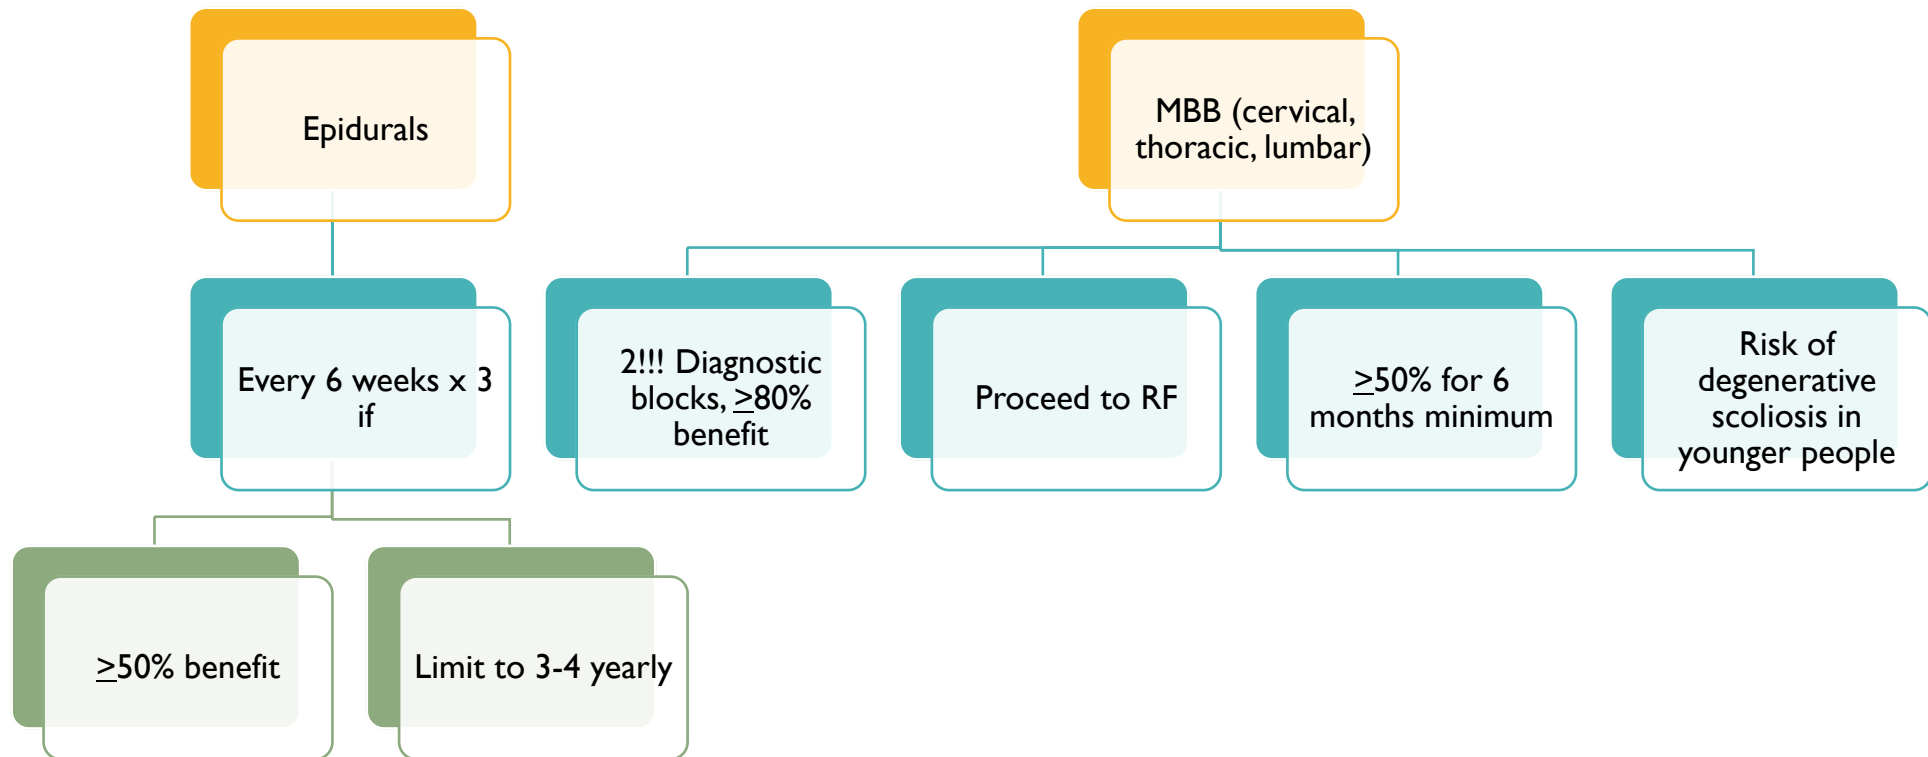 Epidurals
MBB (cervical,
thoracic, lumbar)
Every 6 weeks x 3
if
2!!! Diagnostic
blocks, >80%
benefit
Proceed to RF
>50% for 6
months minimum
Risk of
degenerative
scoliosis in
younger people
>50% benefit
Limit to 3-4 yearly